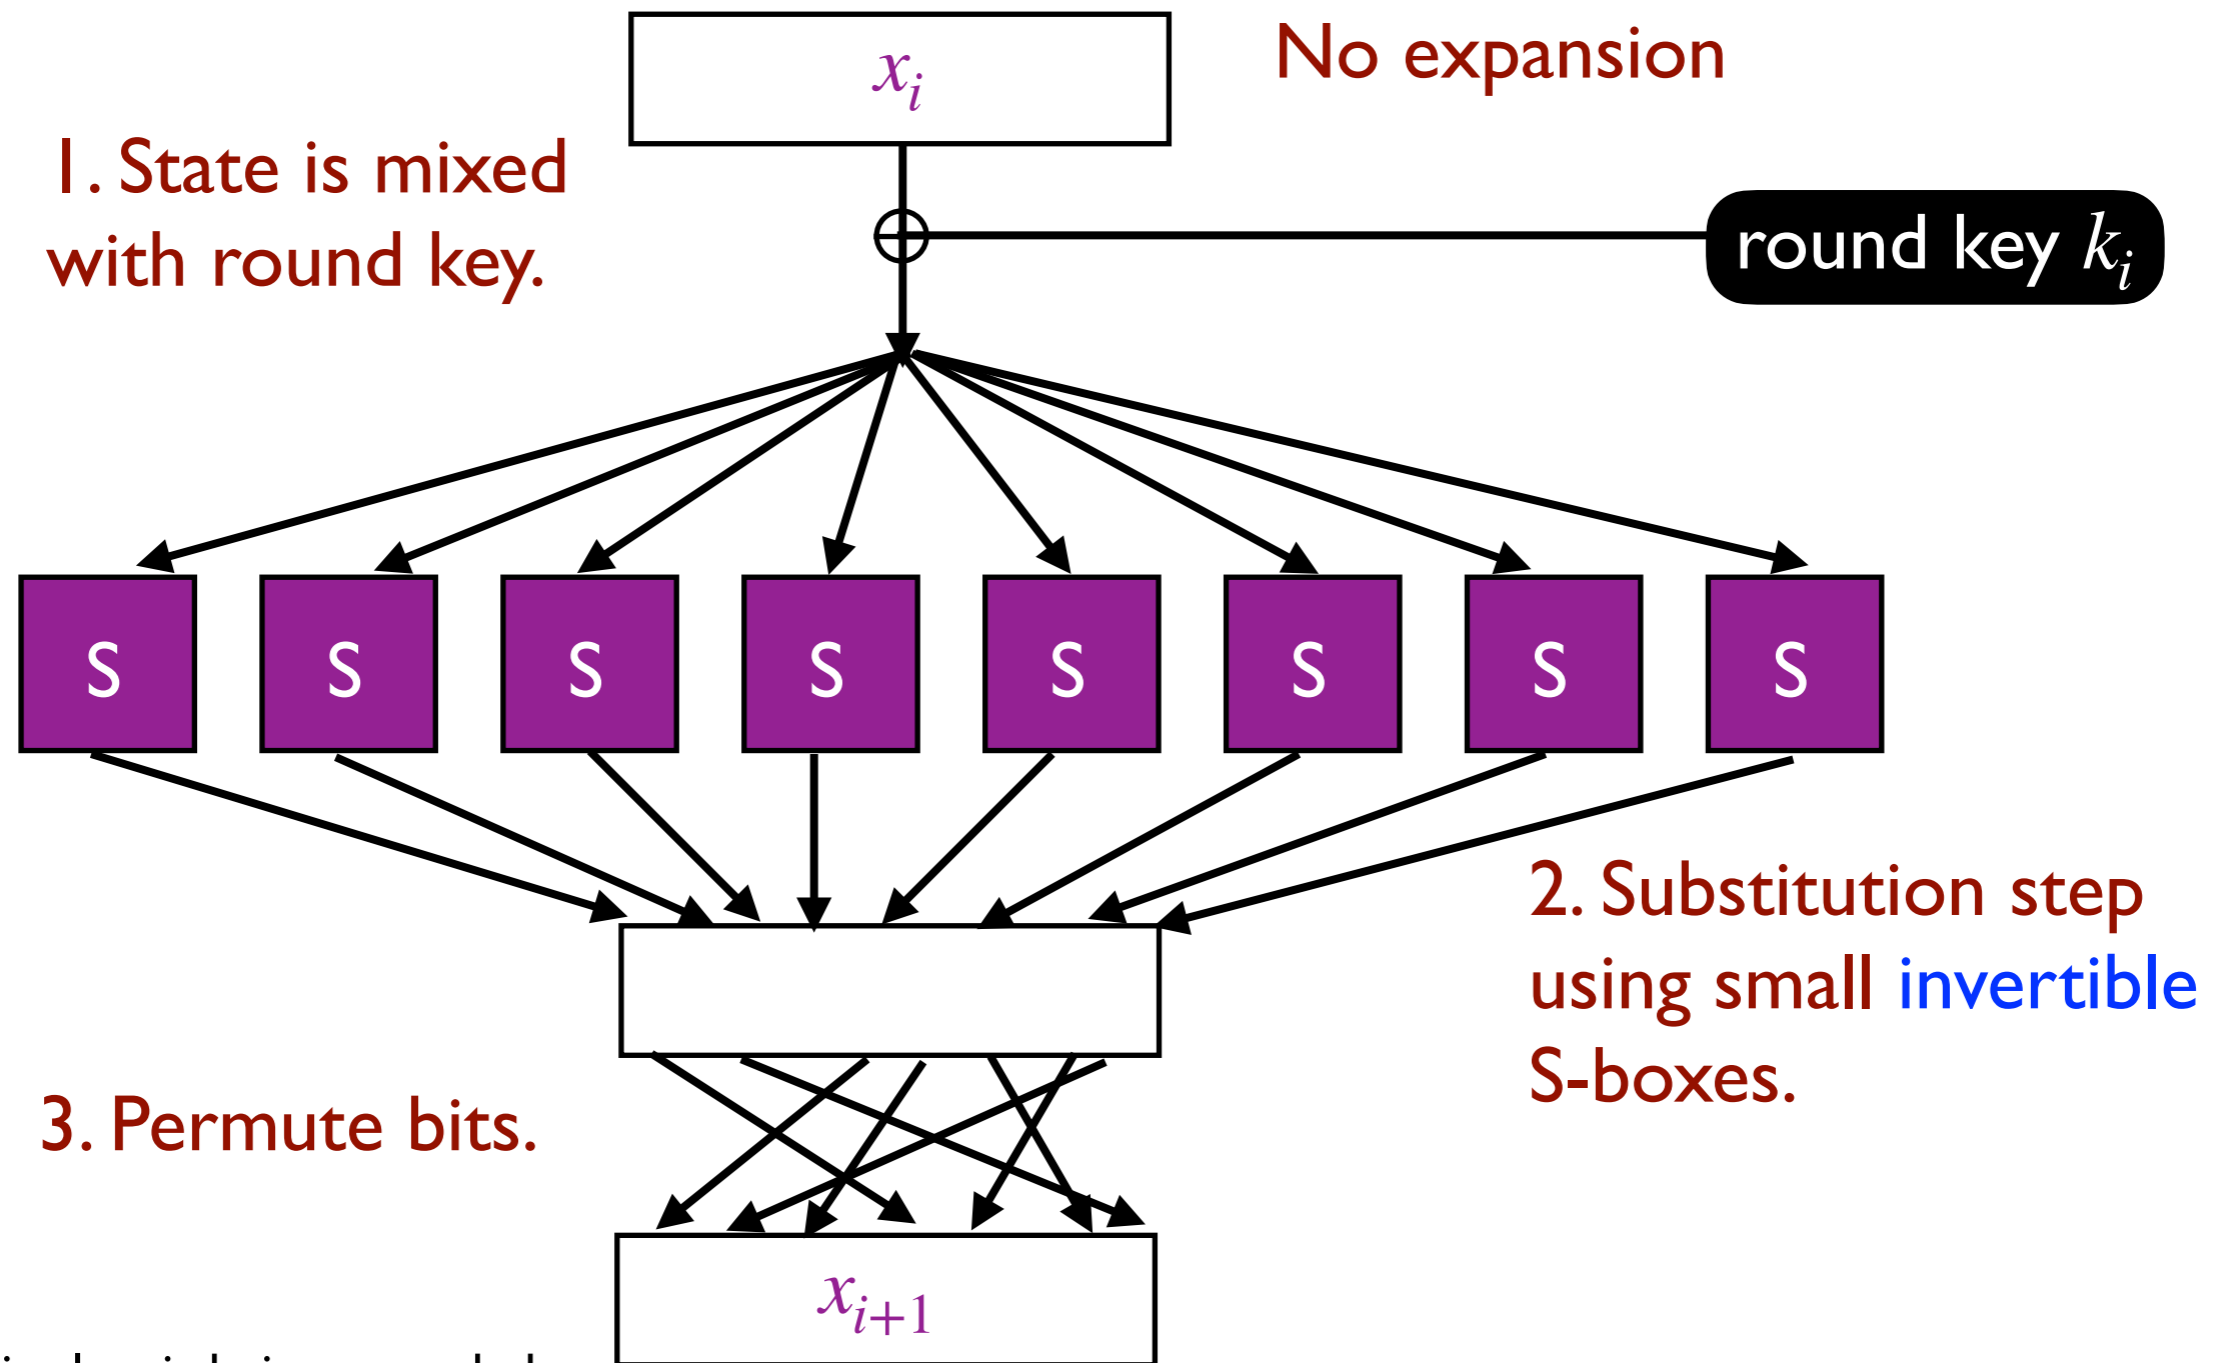 x_i
No expansion
1. State is mixed
with round key.
round key k_i
S S S S S S S S
2. Substitution step
using small invertible
S-boxes.
3. Permute bits.
x_{i+1}